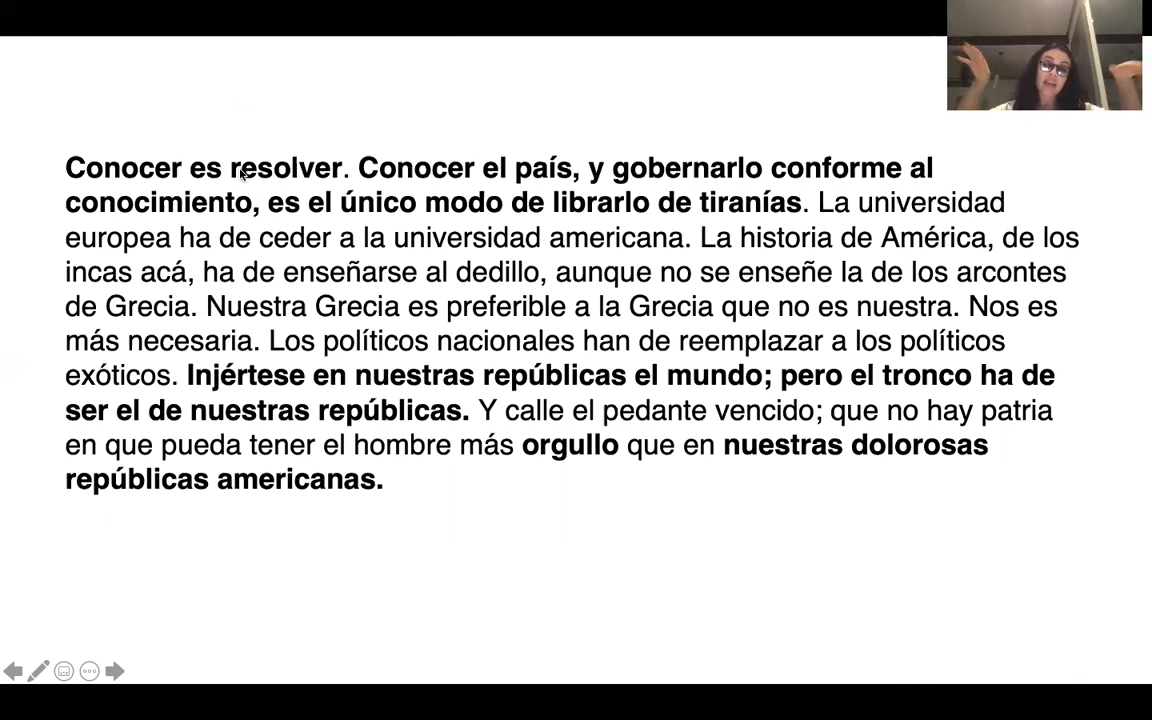 Conocer es resolver. Conocer el país, y gobernarlo conforme al
conocimiento, es el único modo de librarlo de tiranías. La universidad
europea ha de ceder a la universidad americana. La historia de América, de los
incas acá, ha de enseñarse al dedillo, aunque no se enseñe la de los arcontes
de Grecia. Nuestra Grecia es preferible a la Grecia que no es nuestra. Nos es
más necesaria. Los políticos nacionales han de reemplazar a los políticos
exóticos. Injértese en nuestras repúblicas el mundo; pero el tronco ha de
ser el de nuestras repúblicas. Y calle el pedante vencido; que no hay patria
en que pueda tener el hombre más orgullo que en nuestras dolorosas
repúblicas americanas.